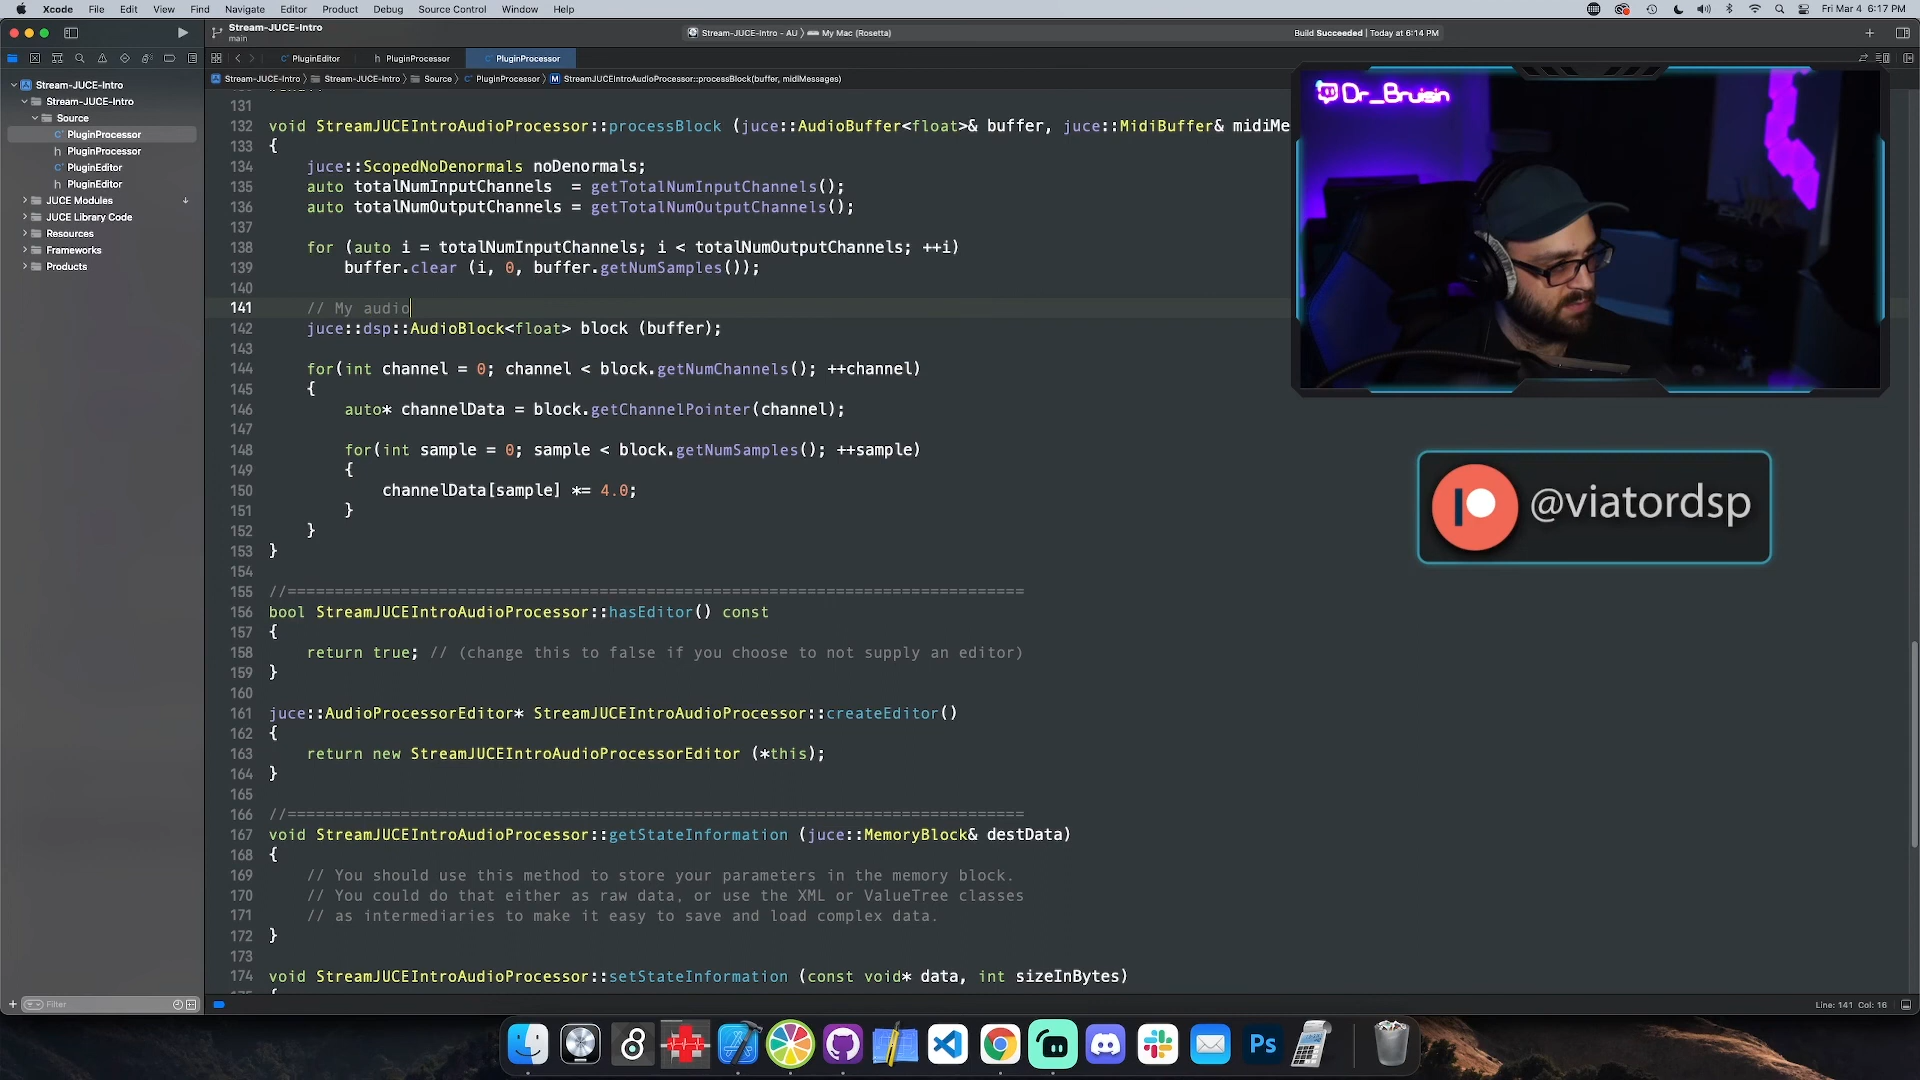 Xcode File Edit View Find Navigate Editor Product Debug Source Control Window Help Fri Mar 4 6:17 PM
Stream-JUCE-Intro
main
Stream-JUCE-Intro - AU ⟩ My Mac (Rosetta)
Build Succeeded | Today at 6:14 PM
PluginEditor h PluginProcessor PluginProcessor
Stream-JUCE-Intro ⟩ Stream-JUCE-Intro ⟩ Source ⟩ PluginProcessor ⟩ M StreamJUCEIntroAudioProcessor::processBlock(buffer, midiMessages)
Stream-JUCE-Intro
Stream-JUCE-Intro
Source
PluginProcessor
h PluginProcessor
PluginEditor
h PluginEditor
JUCE Modules
JUCE Library Code
Resources
Frameworks
Products
131
132 void StreamJUCEIntroAudioProcessor::processBlock (juce::AudioBuffer<float>& buffer, juce::MidiBuffer& midiMe
133 {
134 juce::ScopedNoDenormals noDenormals;
135 auto totalNumInputChannels  = getTotalNumInputChannels();
136 auto totalNumOutputChannels = getTotalNumOutputChannels();
137
138 for (auto i = totalNumInputChannels; i < totalNumOutputChannels; ++i)
139 buffer.clear (i, 0, buffer.getNumSamples());
140
141 // My audio
142 juce::dsp::AudioBlock<float> block (buffer);
143
144 for(int channel = 0; channel < block.getNumChannels(); ++channel)
145 {
146 auto* channelData = block.getChannelPointer(channel);
147
148 for(int sample = 0; sample < block.getNumSamples(); ++sample)
149 {
150 channelData[sample] *= 4.0;
151 }
152 }
153 }
154
155 //==============================================================================
156 bool StreamJUCEIntroAudioProcessor::hasEditor() const
157 {
158 return true; // (change this to false if you choose to not supply an editor)
159 }
160
161 juce::AudioProcessorEditor* StreamJUCEIntroAudioProcessor::createEditor()
162 {
163 return new StreamJUCEIntroAudioProcessorEditor (*this);
164 }
165
166 //==============================================================================
167 void StreamJUCEIntroAudioProcessor::getStateInformation (juce::MemoryBlock& destData)
168 {
169 // You should use this method to store your parameters in the memory block.
170 // You could do that either as raw data, or use the XML or ValueTree classes
171 // as intermediaries to make it easy to save and load complex data.
172 }
173
174 void StreamJUCEIntroAudioProcessor::setStateInformation (const void* data, int sizeInBytes)
Dr_Bruisin
@viatordsp
Filter
Line: 141 Col: 16
Ps